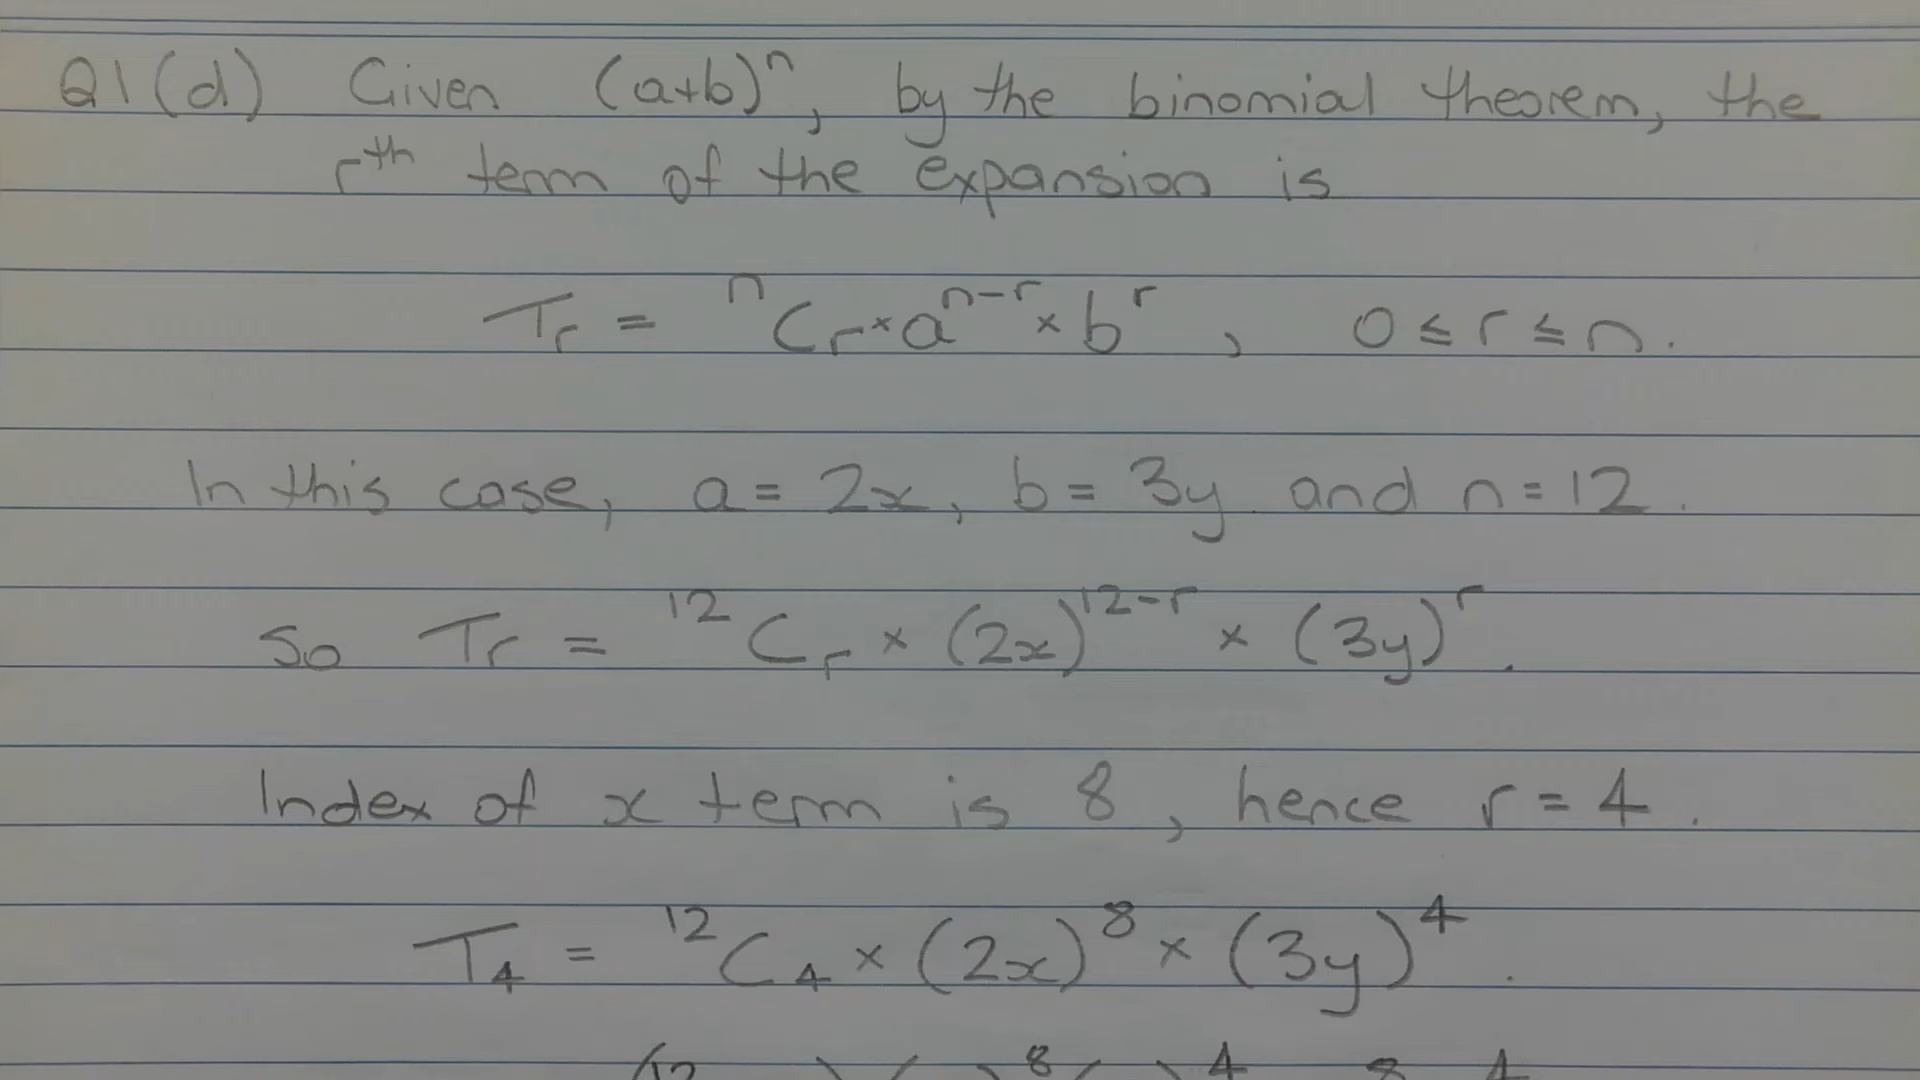 Q1(d) Given (a+b)ⁿ, by the binomial theorem, the
rᵗʰ term of the expansion is
Tᵣ = ⁿCᵣ × aⁿ⁻ʳ × bʳ , 0 ≤ r ≤ n.
In this case, a = 2x, b = 3y and n = 12.
So Tᵣ = ¹²Cᵣ × (2x)¹²⁻ʳ × (3y)ʳ.
Index of x term is 8, hence r = 4.
T₄ = ¹²C₄ × (2x)⁸ × (3y)⁴.